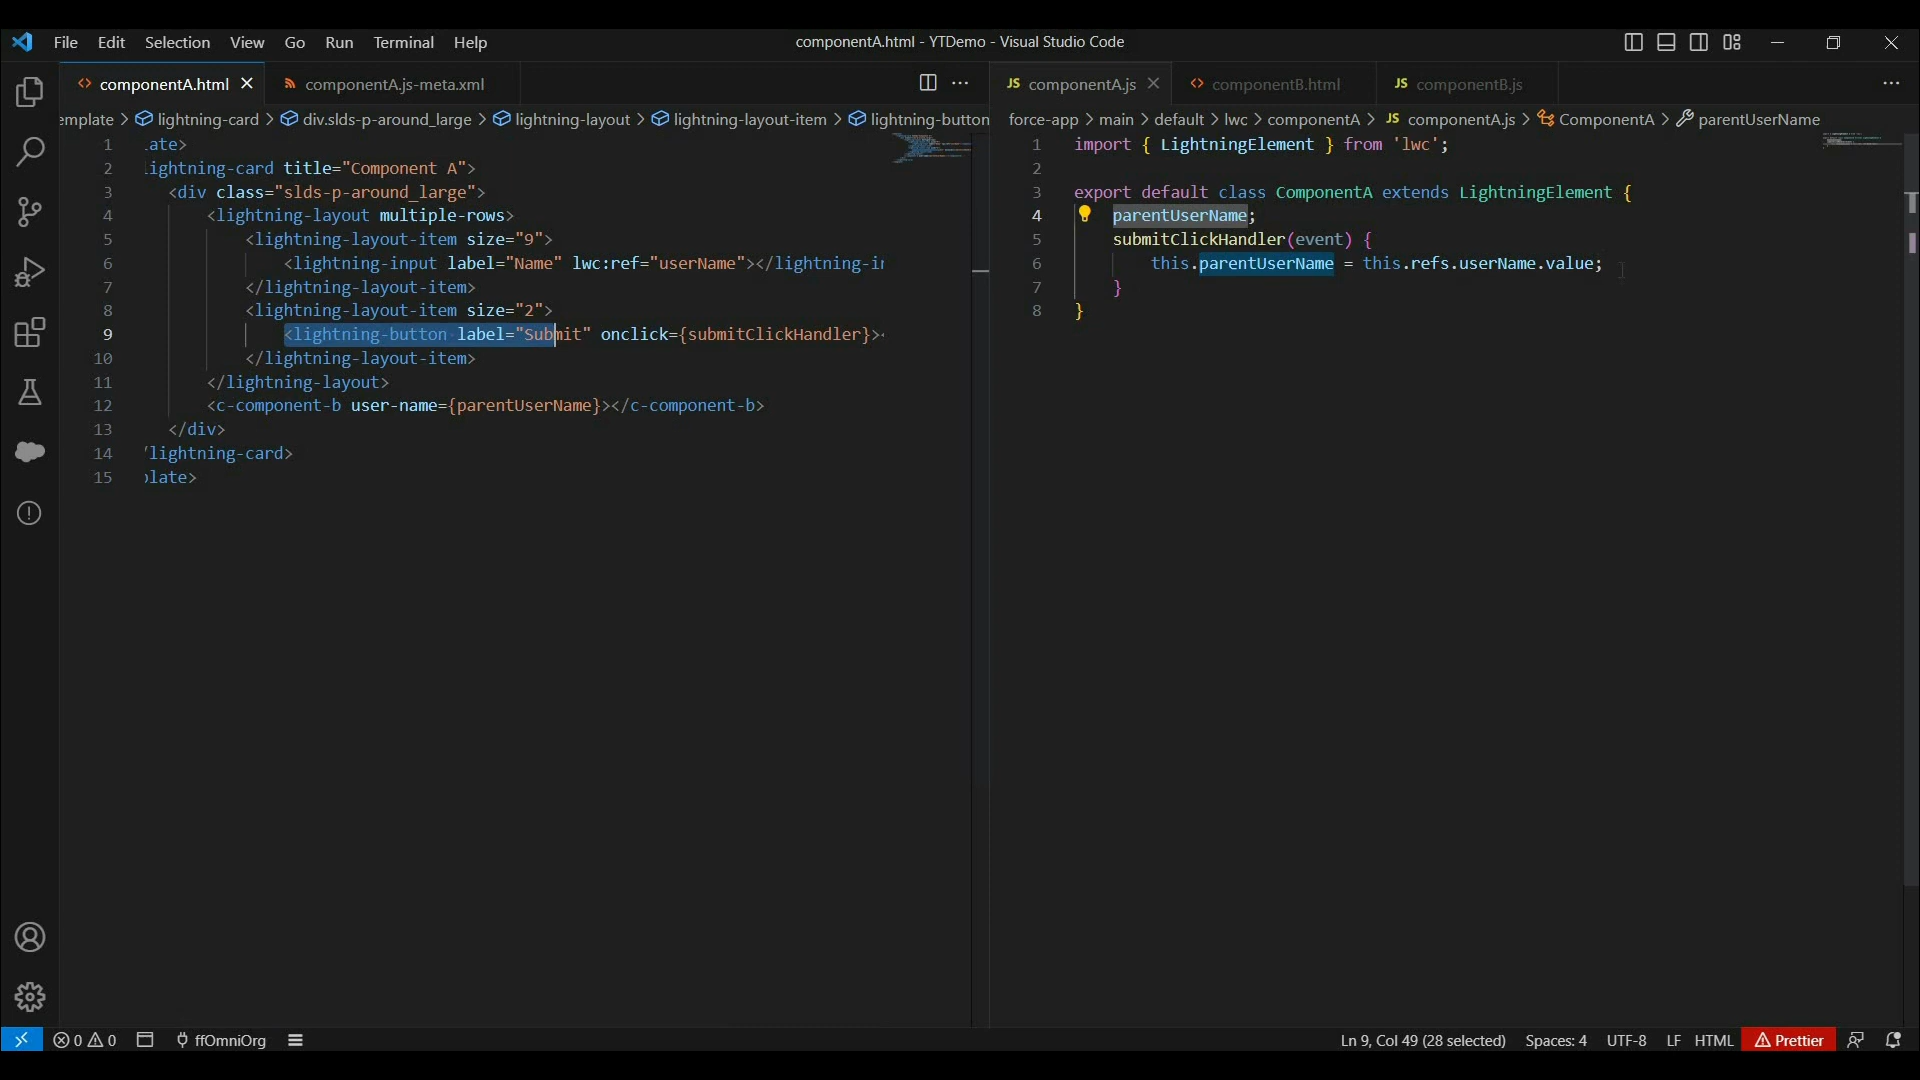 File Edit Selection View Go Run Terminal Help
componentA.html - YTDemo - Visual Studio Code
<> componentA.html
componentA.js-meta.xml
emplate > lightning-card > div.slds-p-around_large > lightning-layout > lightning-layout-item > lightning-button
1 late>
2 lightning-card title="Component A">
3 <div class="slds-p-around_large">
4 <lightning-layout multiple-rows>
5 <lightning-layout-item size="9">
6 <lightning-input label="Name" lwc:ref="userName"></lightning-in
7 </lightning-layout-item>
8 <lightning-layout-item size="2">
9 <lightning-button label="Submit" onclick={submitClickHandler}><
10 </lightning-layout-item>
11 </lightning-layout>
12 <c-component-b user-name={parentUserName}></c-component-b>
13 </div>
14 /lightning-card>
15 plate>
JS componentA.js
<> componentB.html
JS componentB.js
force-app > main > default > lwc > componentA > JS componentA.js > ComponentA > parentUserName
1 import { LightningElement } from 'lwc';
2
3 export default class ComponentA extends LightningElement {
4 parentUserName;
5 submitClickHandler(event) {
6 this.parentUserName = this.refs.userName.value;
7 }
8 }
0 0 ffOmniOrg
Ln 9, Col 49 (28 selected) Spaces: 4 UTF-8 LF HTML Prettier